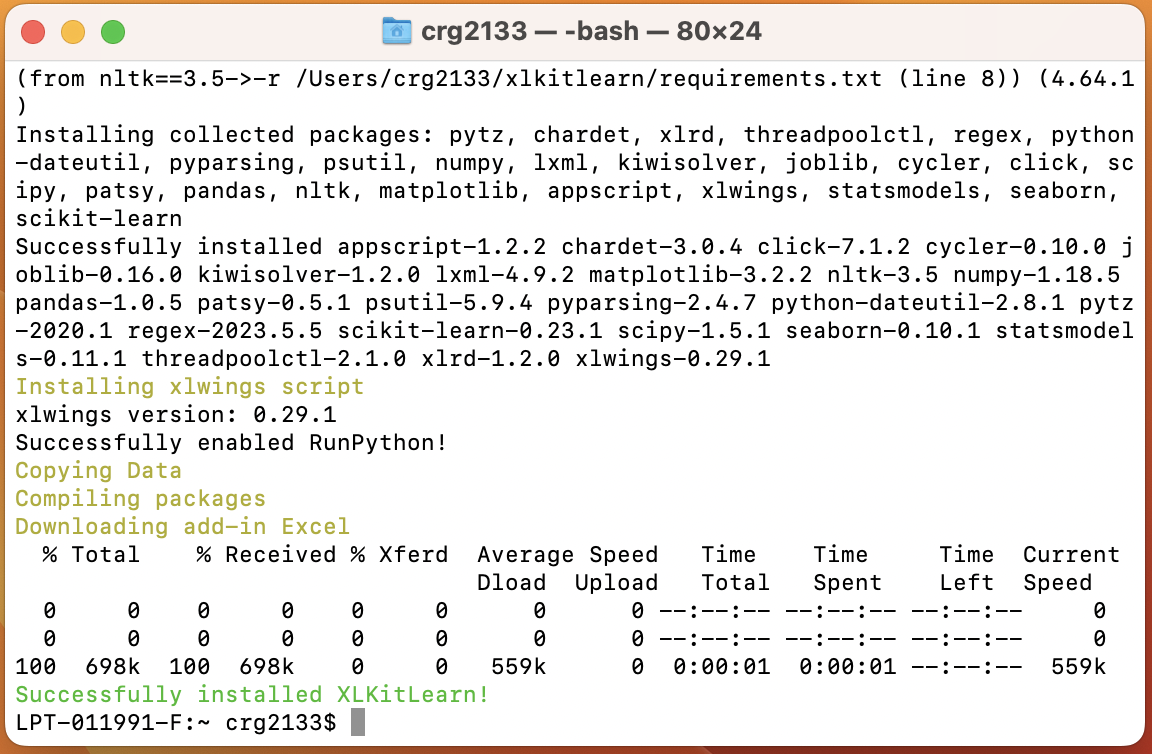 crg2133 — -bash — 80×24
(from nltk==3.5->-r /Users/crg2133/xlkitlearn/requirements.txt (line 8)) (4.64.1
)
Installing collected packages: pytz, chardet, xlrd, threadpoolctl, regex, python
-dateutil, pyparsing, psutil, numpy, lxml, kiwisolver, joblib, cycler, click, sc
ipy, patsy, pandas, nltk, matplotlib, appscript, xlwings, statsmodels, seaborn,
scikit-learn
Successfully installed appscript-1.2.2 chardet-3.0.4 click-7.1.2 cycler-0.10.0 j
oblib-0.16.0 kiwisolver-1.2.0 lxml-4.9.2 matplotlib-3.2.2 nltk-3.5 numpy-1.18.5
pandas-1.0.5 patsy-0.5.1 psutil-5.9.4 pyparsing-2.4.7 python-dateutil-2.8.1 pytz
-2020.1 regex-2023.5.5 scikit-learn-0.23.1 scipy-1.5.1 seaborn-0.10.1 statsmodel
s-0.11.1 threadpoolctl-2.1.0 xlrd-1.2.0 xlwings-0.29.1
Installing xlwings script
xlwings version: 0.29.1
Successfully enabled RunPython!
Copying Data
Compiling packages
Downloading add-in Excel
  % Total    % Received % Xferd  Average Speed   Time    Time     Time  Current
                                 Dload  Upload   Total   Spent    Left  Speed
  0     0    0     0    0     0      0      0 --:--:-- --:--:-- --:--:--     0
  0     0    0     0    0     0      0      0 --:--:-- --:--:-- --:--:--     0
100  698k  100  698k    0     0   559k      0  0:00:01  0:00:01 --:--:--  559k
Successfully installed XLKitLearn!
LPT-011991-F:~ crg2133$